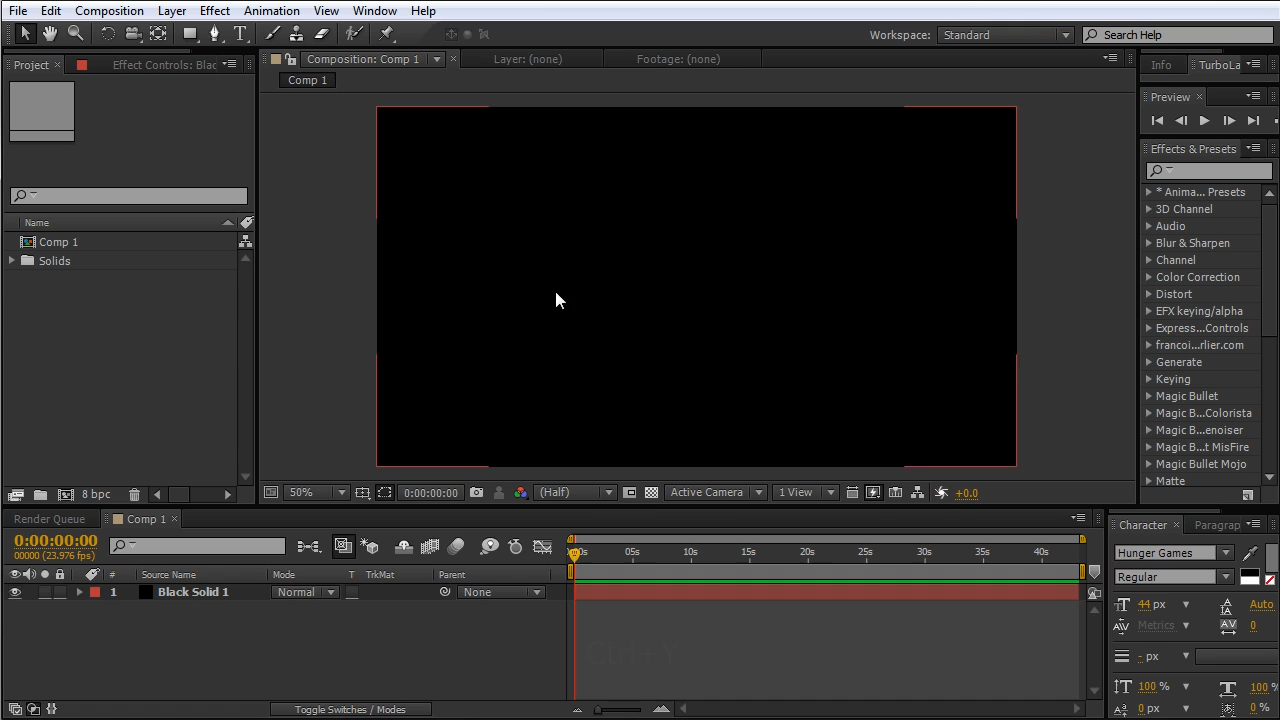 File Edit Composition Layer Effect Animation View Window Help
Workspace: Standard Search Help
Project × Effect Controls: Blac
Composition: Comp 1 × Layer: (none) Footage: (none)
Info TurboLa
Comp 1
Preview ×
Effects & Presets
* Anima... Presets
3D Channel
Audio
Blur & Sharpen
Channel
Color Correction
Distort
EFX keying/alpha
Express...Controls
francoi...rlier.com
Generate
Keying
Magic Bullet
Magic B...Colorista
Magic B...enoiser
Magic B...t MisFire
Magic Bullet Mojo
Matte
Name
Comp 1
Solids
8 bpc
50% 0:00:00:00 (Half) Active Camera 1 View +0.0
Render Queue Comp 1 ×
0:00:00:00
00000 (23.976 fps)
05s 10s 15s 20s 25s 30s 35s 40s
# Source Name Mode T TrkMat Parent
1 Black Solid 1 Normal None
Ctrl+Y
Toggle Switches / Modes
Character × Paragrap
Hunger Games
Regular
44 px Auto
Metrics 0
- px
100 % 100 %
0 px 0 %